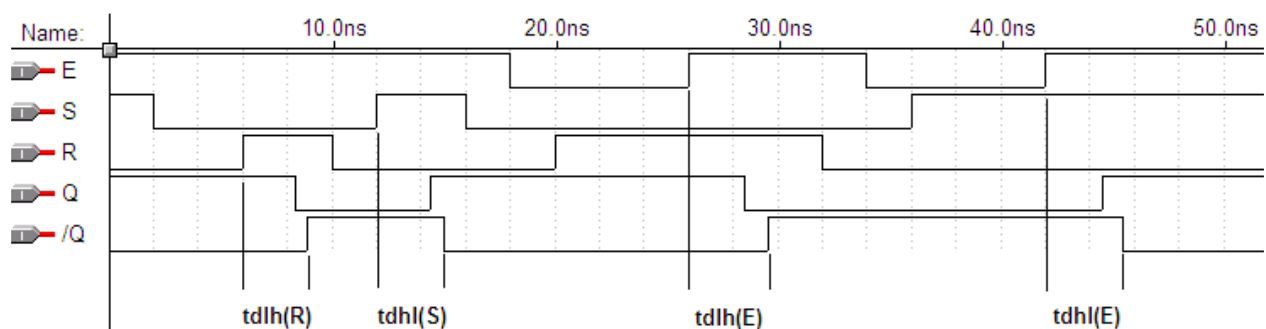 Name: 10.0ns 20.0ns 30.0ns 40.0ns 50.0ns
E
S
R
Q
/Q
tdlh(R) tdhl(S) tdlh(E) tdhl(E)